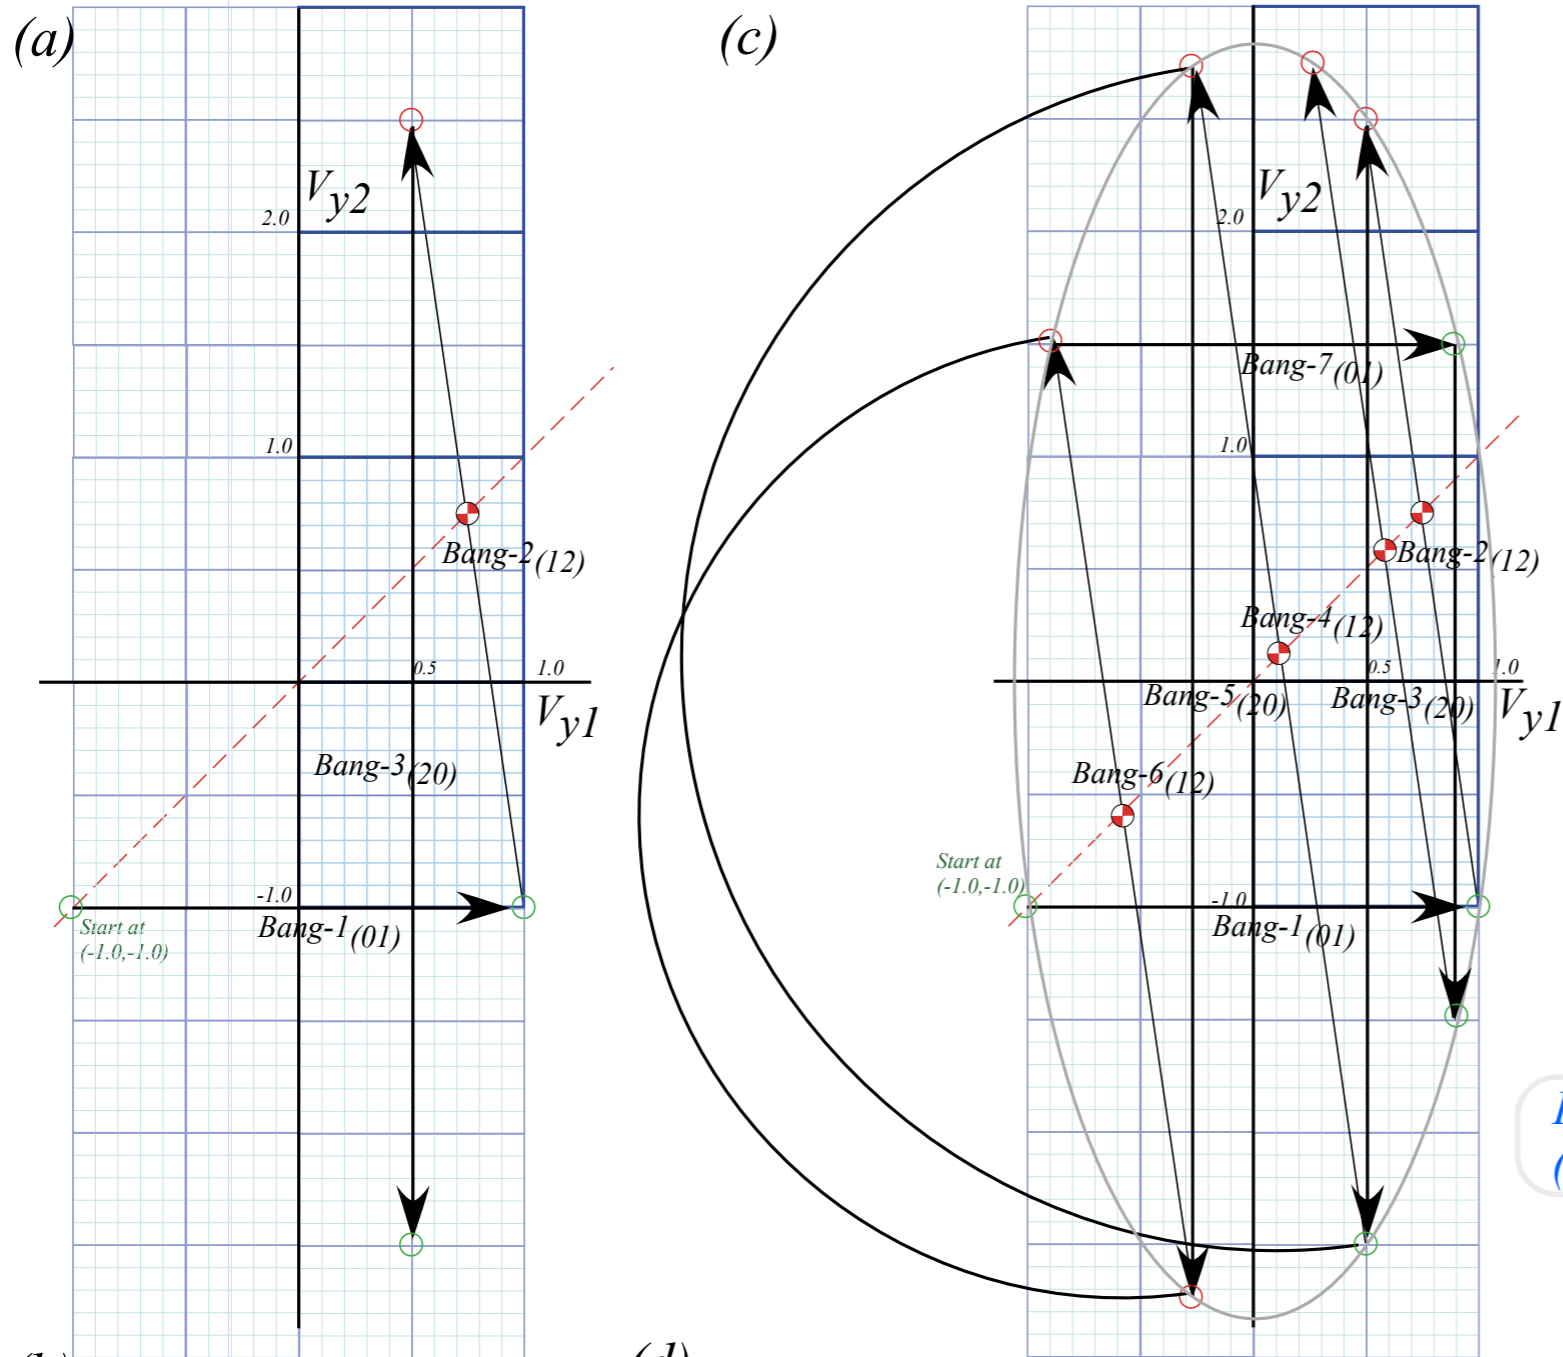 (a)
V_y2
2.0
1.0
Bang-2(12)
0.5
1.0
V_y1
Bang-3(20)
-1.0
Start at
(-1.0,-1.0)
Bang-1(01)
(c)
V_y2
2.0
Bang-7(01)
1.0
Bang-2(12)
Bang-4(12)
0.5
1.0
Bang-5(20)
Bang-3(20)
V_y1
Bang-6(12)
Start at
(-1.0,-1.0)
-1.0
Bang-1(01)
(
(d)